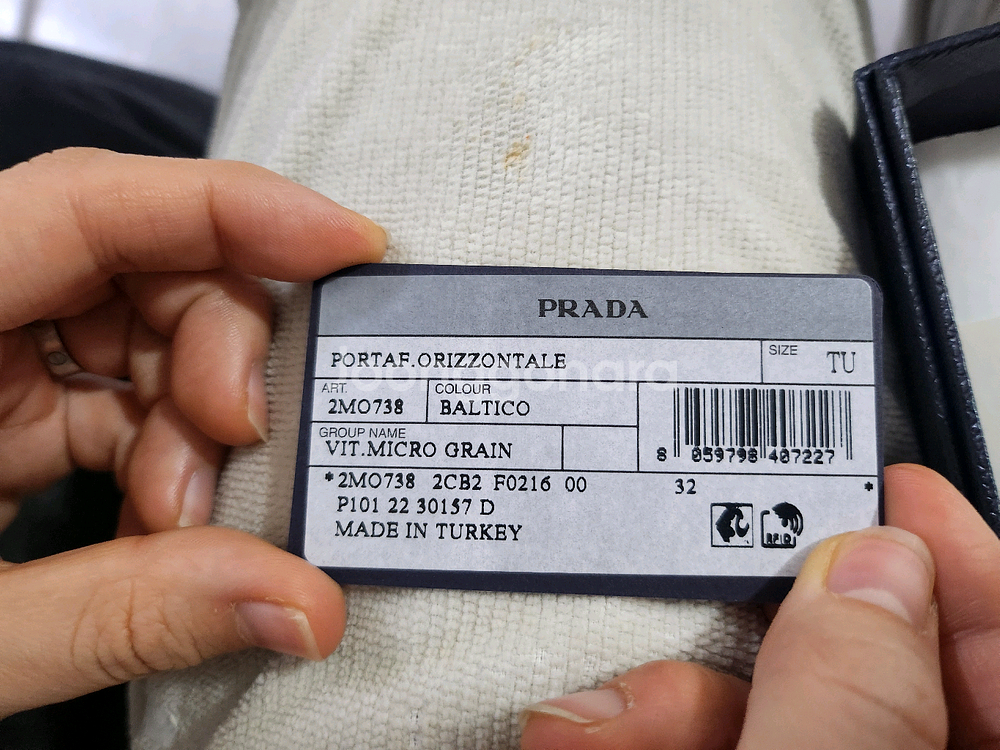 PRADA
PORTAF.ORIZZONTALE
SIZE
TU
ART.
2MO738
COLOUR
BALTICO
GROUP NAME
VIT.MICRO GRAIN
8 059798 407227
*2MO738 2CB2 F0216 00 32 *
P101 22 30157 D
MADE IN TURKEY
RFID